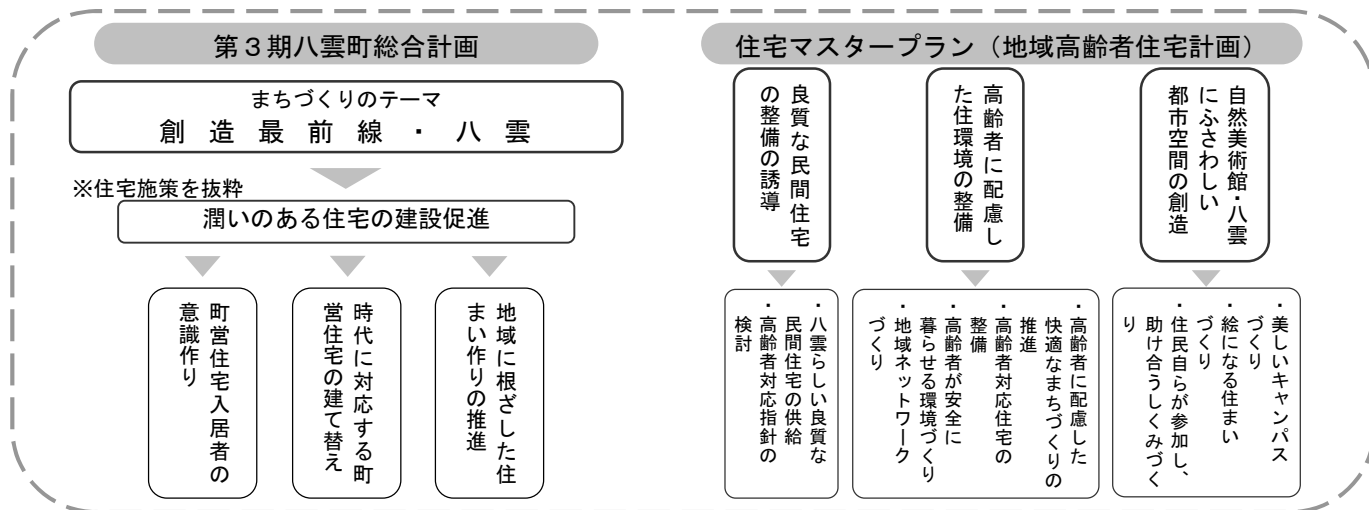 第３期八雲町総合計画
まちづくりのテーマ
創造最前線・八雲
※住宅施策を抜粋
潤いのある住宅の建設促進
地域に根ざした住
まい作りの推進
時代に対応する町
営住宅の建て替え
町営住宅入居者の
意識作り
住宅マスタープラン（地域高齢者住宅計画）
自然美術館・八雲
にふさわしい
都市空間の創造
高齢者に配慮し
た住環境の整備
良質な民間住宅
の整備の誘導
・美しいキャンパス
づくり
・絵になる住まい
づくり
・住民自らが参加し、
助け合うしくみづく
り
・高齢者に配慮した
快適なまちづくりの
推進
・高齢者対応住宅の
整備
・高齢者が安全に
暮らせる環境づくり
・地域ネットワーク
づくり
・八雲らしい良質な
民間住宅の供給
・高齢者対応指針の
検討